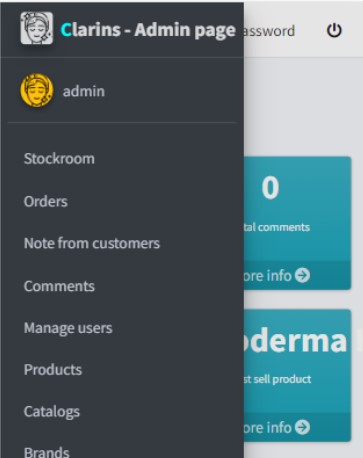 Clarins - Admin page
assword
admin
Stockroom
Orders
Note from customers
Comments
Manage users
Products
Catalogs
Brands
0
tal comments
ore info
oderma
st sell product
ore info